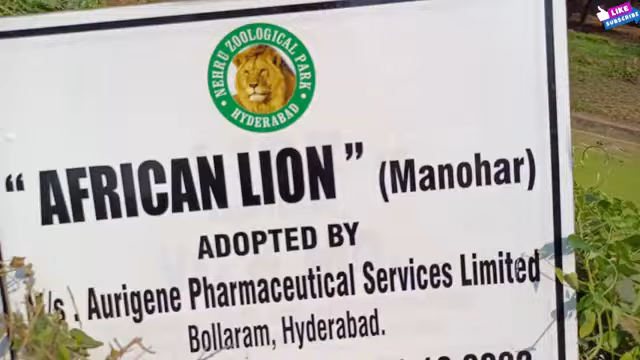 LIKE
SUBSCRIBE
NEHRU ZOOLOGICAL PARK
HYDERABAD
“ AFRICAN LION ” (Manohar)
ADOPTED BY
/s . Aurigene Pharmaceutical Services Limited
Bollaram, Hyderabad.